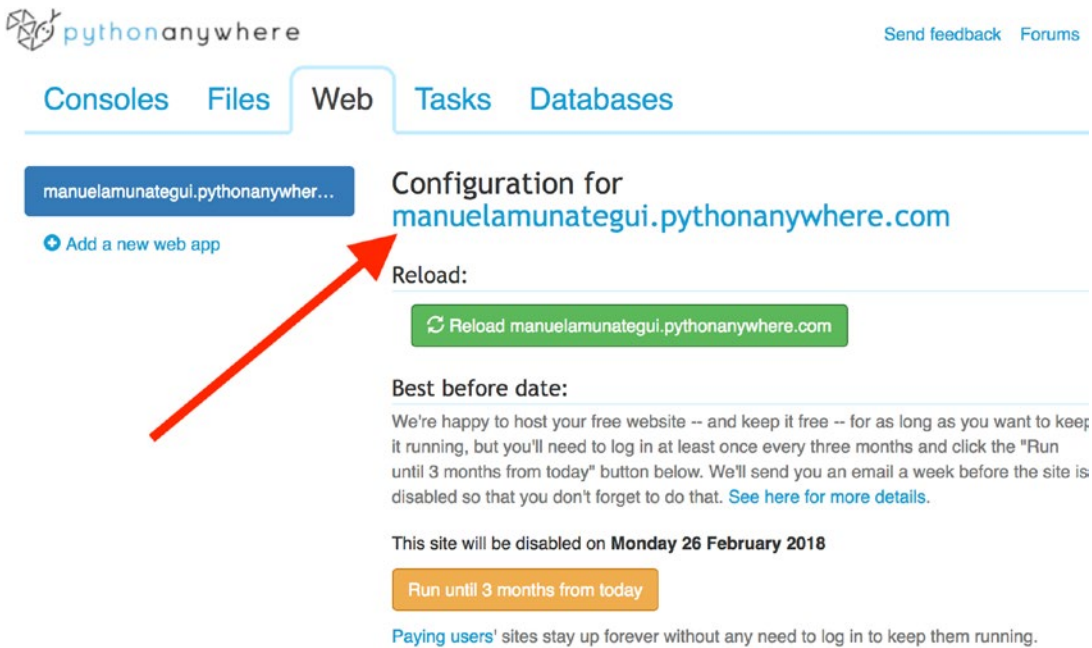 pythonanywhere
Send feedback Forums
Consoles Files Web Tasks Databases
manuelamunategui.pythonanywher...
Add a new web app
Configuration for
manuelamunategui.pythonanywhere.com
Reload:
Reload manuelamunategui.pythonanywhere.com
Best before date:
We're happy to host your free website -- and keep it free -- for as long as you want to keep
it running, but you'll need to log in at least once every three months and click the "Run
until 3 months from today" button below. We'll send you an email a week before the site is
disabled so that you don't forget to do that. See here for more details.
This site will be disabled on Monday 26 February 2018
Run until 3 months from today
Paying users' sites stay up forever without any need to log in to keep them running.